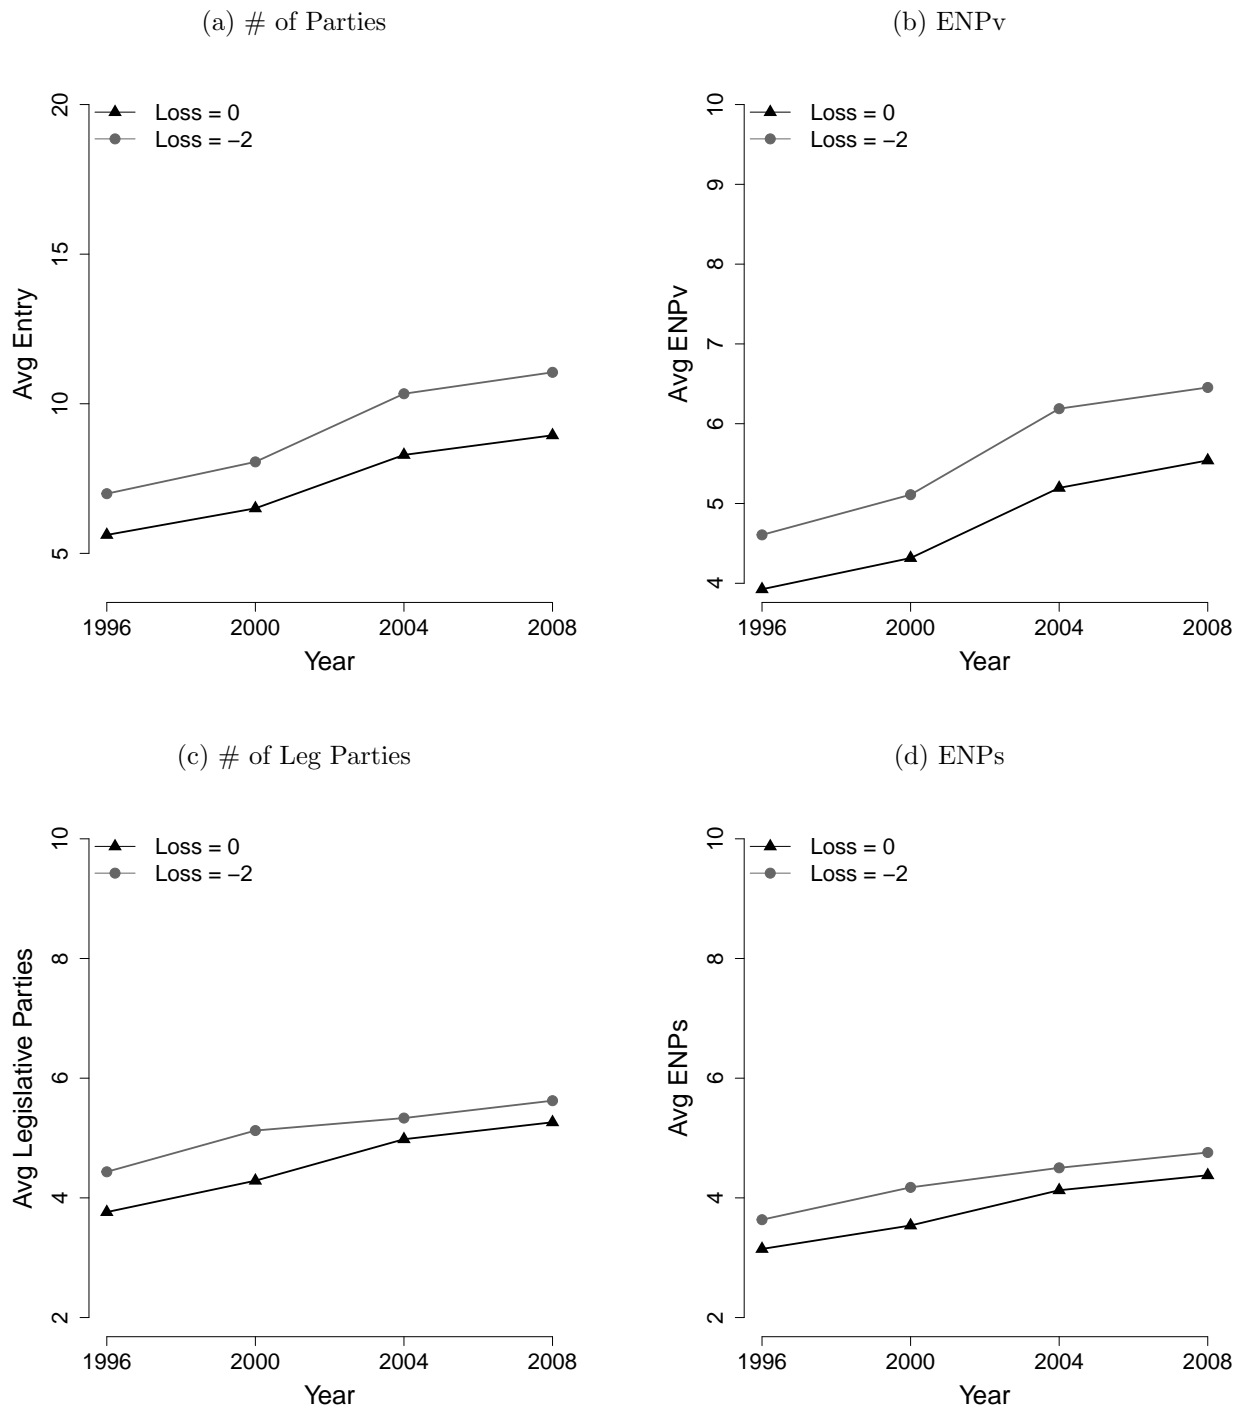 (a) # of Parties
20
15
10
5
Avg Entry
Loss = 0
Loss = −2
1996 2000 2004 2008
Year
(b) ENPv
10
9
8
7
6
5
4
Avg ENPv
Loss = 0
Loss = −2
1996 2000 2004 2008
Year
(c) # of Leg Parties
10
8
6
4
2
Avg Legislative Parties
Loss = 0
Loss = −2
1996 2000 2004 2008
Year
(d) ENPs
10
8
6
4
2
Avg ENPs
Loss = 0
Loss = −2
1996 2000 2004 2008
Year